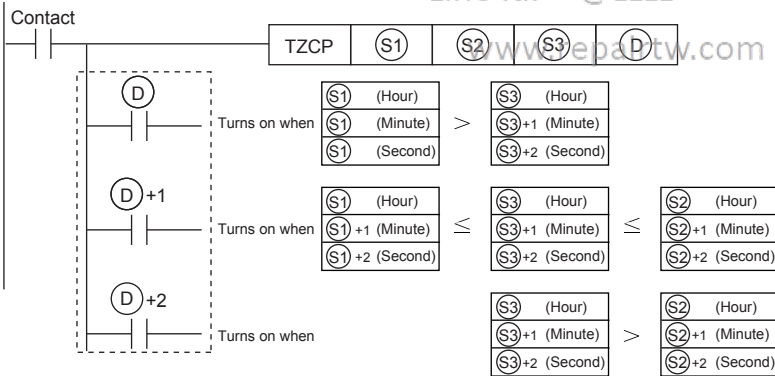 Contact
TZCP S1 S2 S3 D
www.repairtw.com
D
Turns on when
S1 (Hour)
S1 (Minute)
S1 (Second)
>
S3 (Hour)
S3+1 (Minute)
S3+2 (Second)
D+1
Turns on when
S1 (Hour)
S1+1 (Minute)
S1+2 (Second)
≤
S3 (Hour)
S3+1 (Minute)
S3+2 (Second)
≤
S2 (Hour)
S2+1 (Minute)
S2+2 (Second)
D+2
Turns on when
S3 (Hour)
S3+1 (Minute)
S3+2 (Second)
>
S2 (Hour)
S2+1 (Minute)
S2+2 (Second)